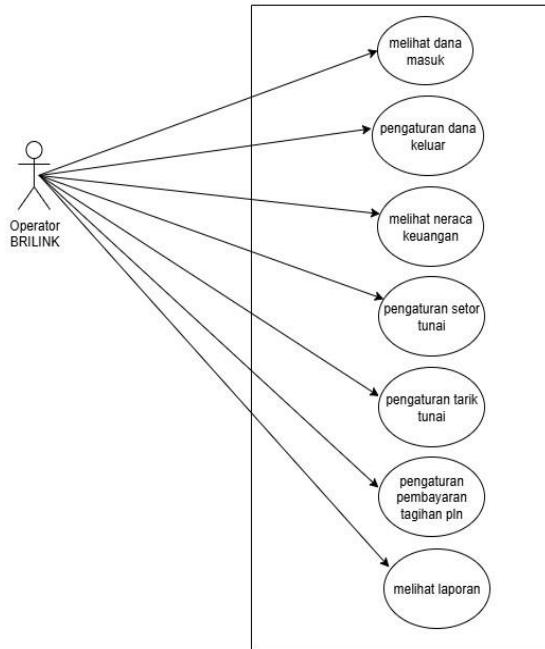 melihat dana
masuk
pengaturan dana
keluar
Operator
BRILINK
melihat neraca
keuangan
pengaturan setor
tunai
pengaturan tarik
tunai
pengaturan
pembayaran
tagihan pln
melihat laporan